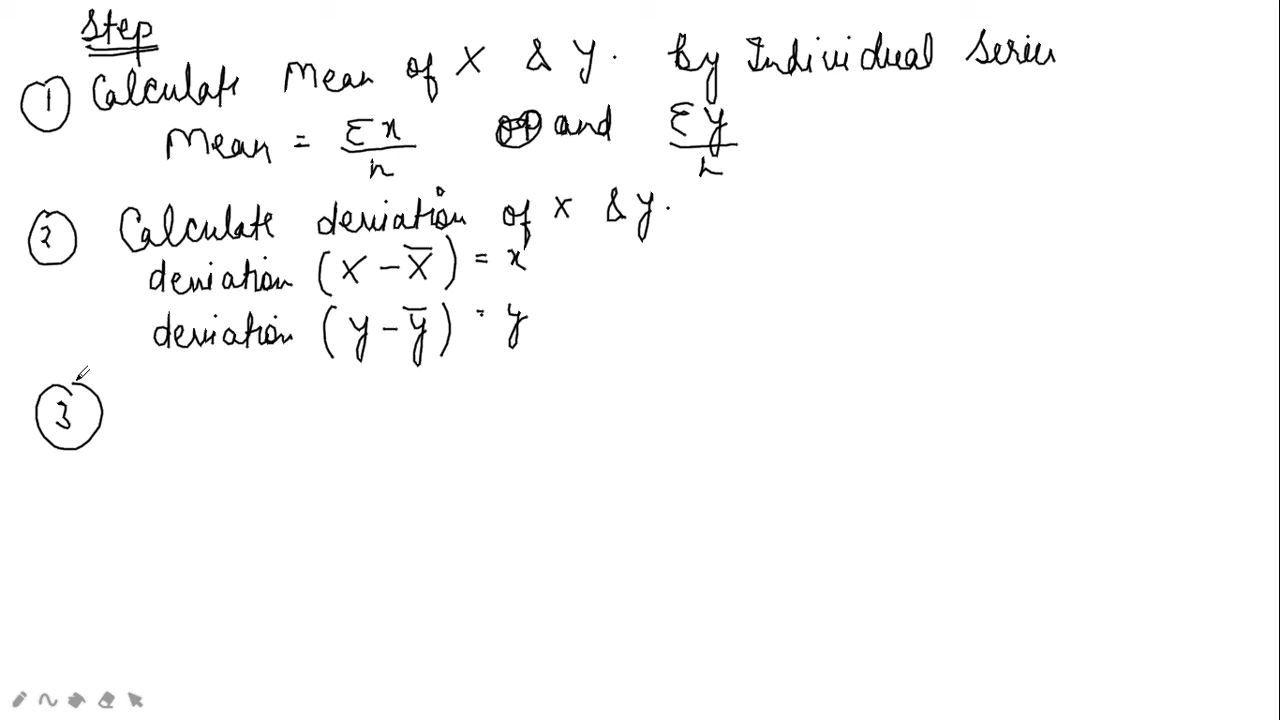 Step
① Calculate Mean of X & Y. By Individual Series
Mean = Σx/n and Σy/n
② Calculate deviation of X & y.
deviation (X - X̅) = x
deviation (y - y̅) = y
③